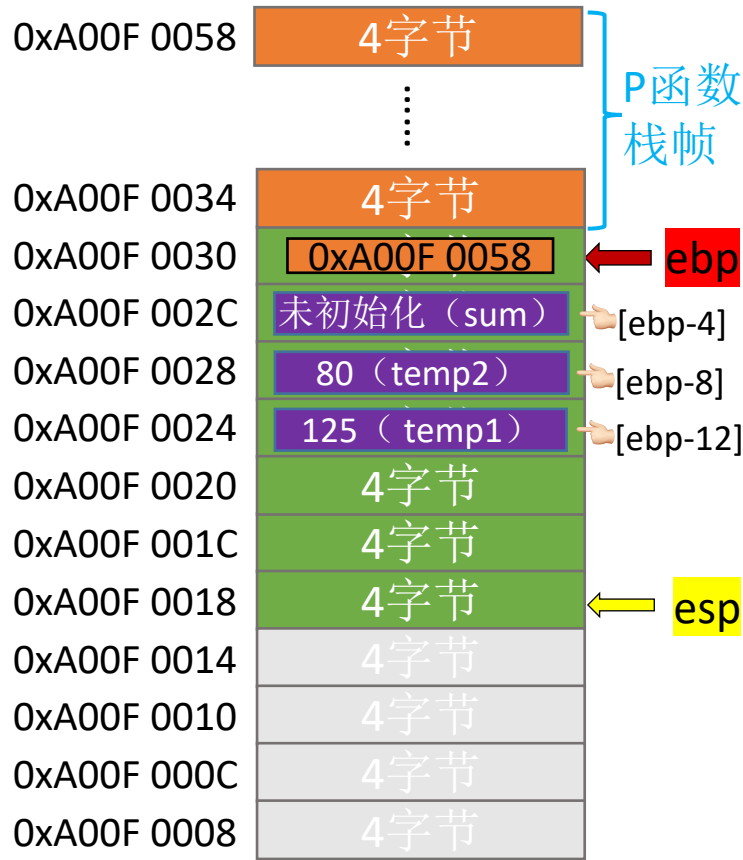 0xA00F 0058 4字节
......
P函数
栈帧
0xA00F 0034 4字节
0xA00F 0030 0xA00F 0058 ebp
0xA00F 002C 未初始化（sum） [ebp-4]
0xA00F 0028 80（temp2） [ebp-8]
0xA00F 0024 125（ temp1） [ebp-12]
0xA00F 0020 4字节
0xA00F 001C 4字节
0xA00F 0018 4字节 esp
0xA00F 0014 4字节
0xA00F 0010 4字节
0xA00F 000C 4字节
0xA00F 0008 4字节